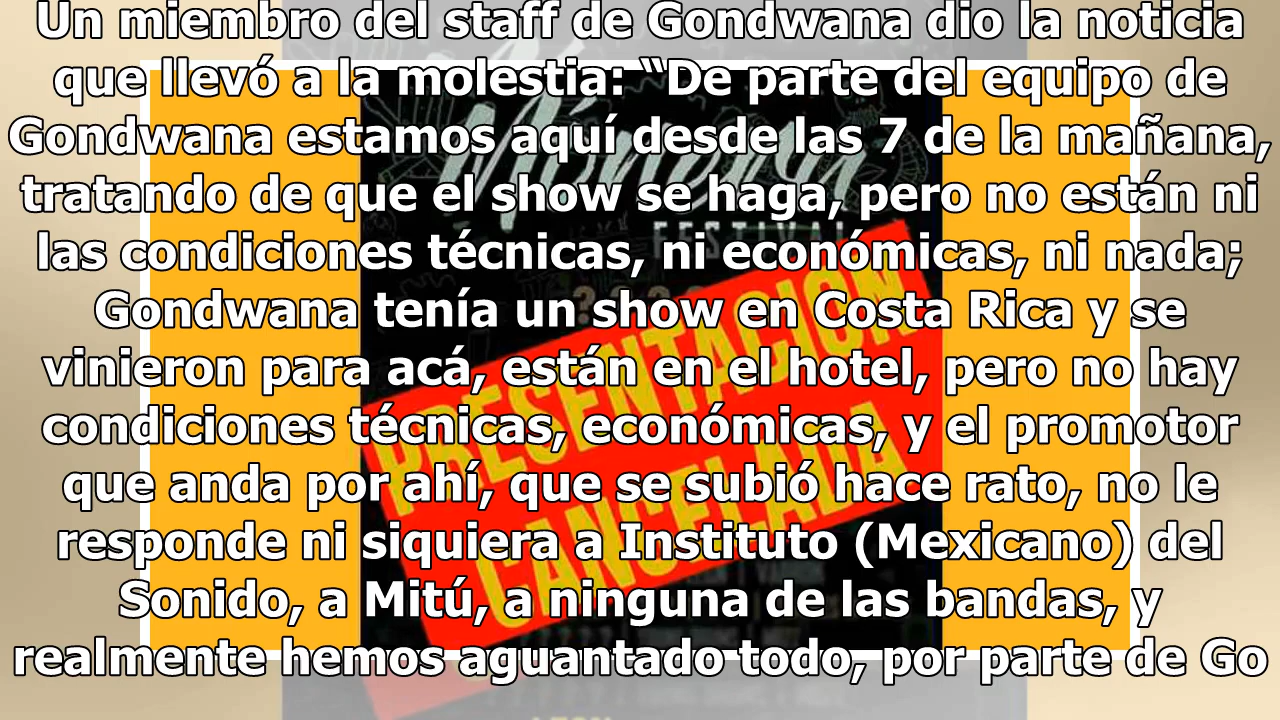 Un miembro del staff de Gondwana dio la noticia
que llevó a la molestia: “De parte del equipo de
Gondwana estamos aquí desde las 7 de la mañana,
tratando de que el show se haga, pero no están ni
las condiciones técnicas, ni económicas, ni nada;
Gondwana tenía un show en Costa Rica y se
vinieron para acá, están en el hotel, pero no hay
condiciones técnicas, económicas, y el promotor
que anda por ahí, que se subió hace rato, no le
responde ni siquiera a Instituto (Mexicano) del
Sonido, a Mitú, a ninguna de las bandas, y
realmente hemos aguantado todo, por parte de Go
FESTIVAL
PRESENTACION
CANCELADA